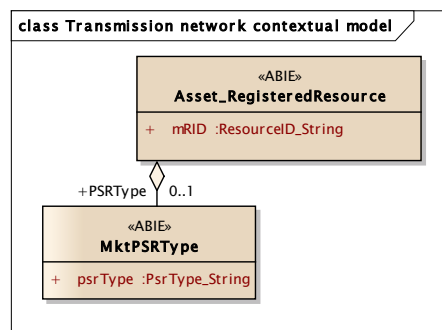 class Transmission network contextual model
«ABIE»
Asset_RegisteredResource
+ mRID :ResourceID_String
+PSRType 0..1
«ABIE»
MktPSRType
+ psrType :PsrType_String